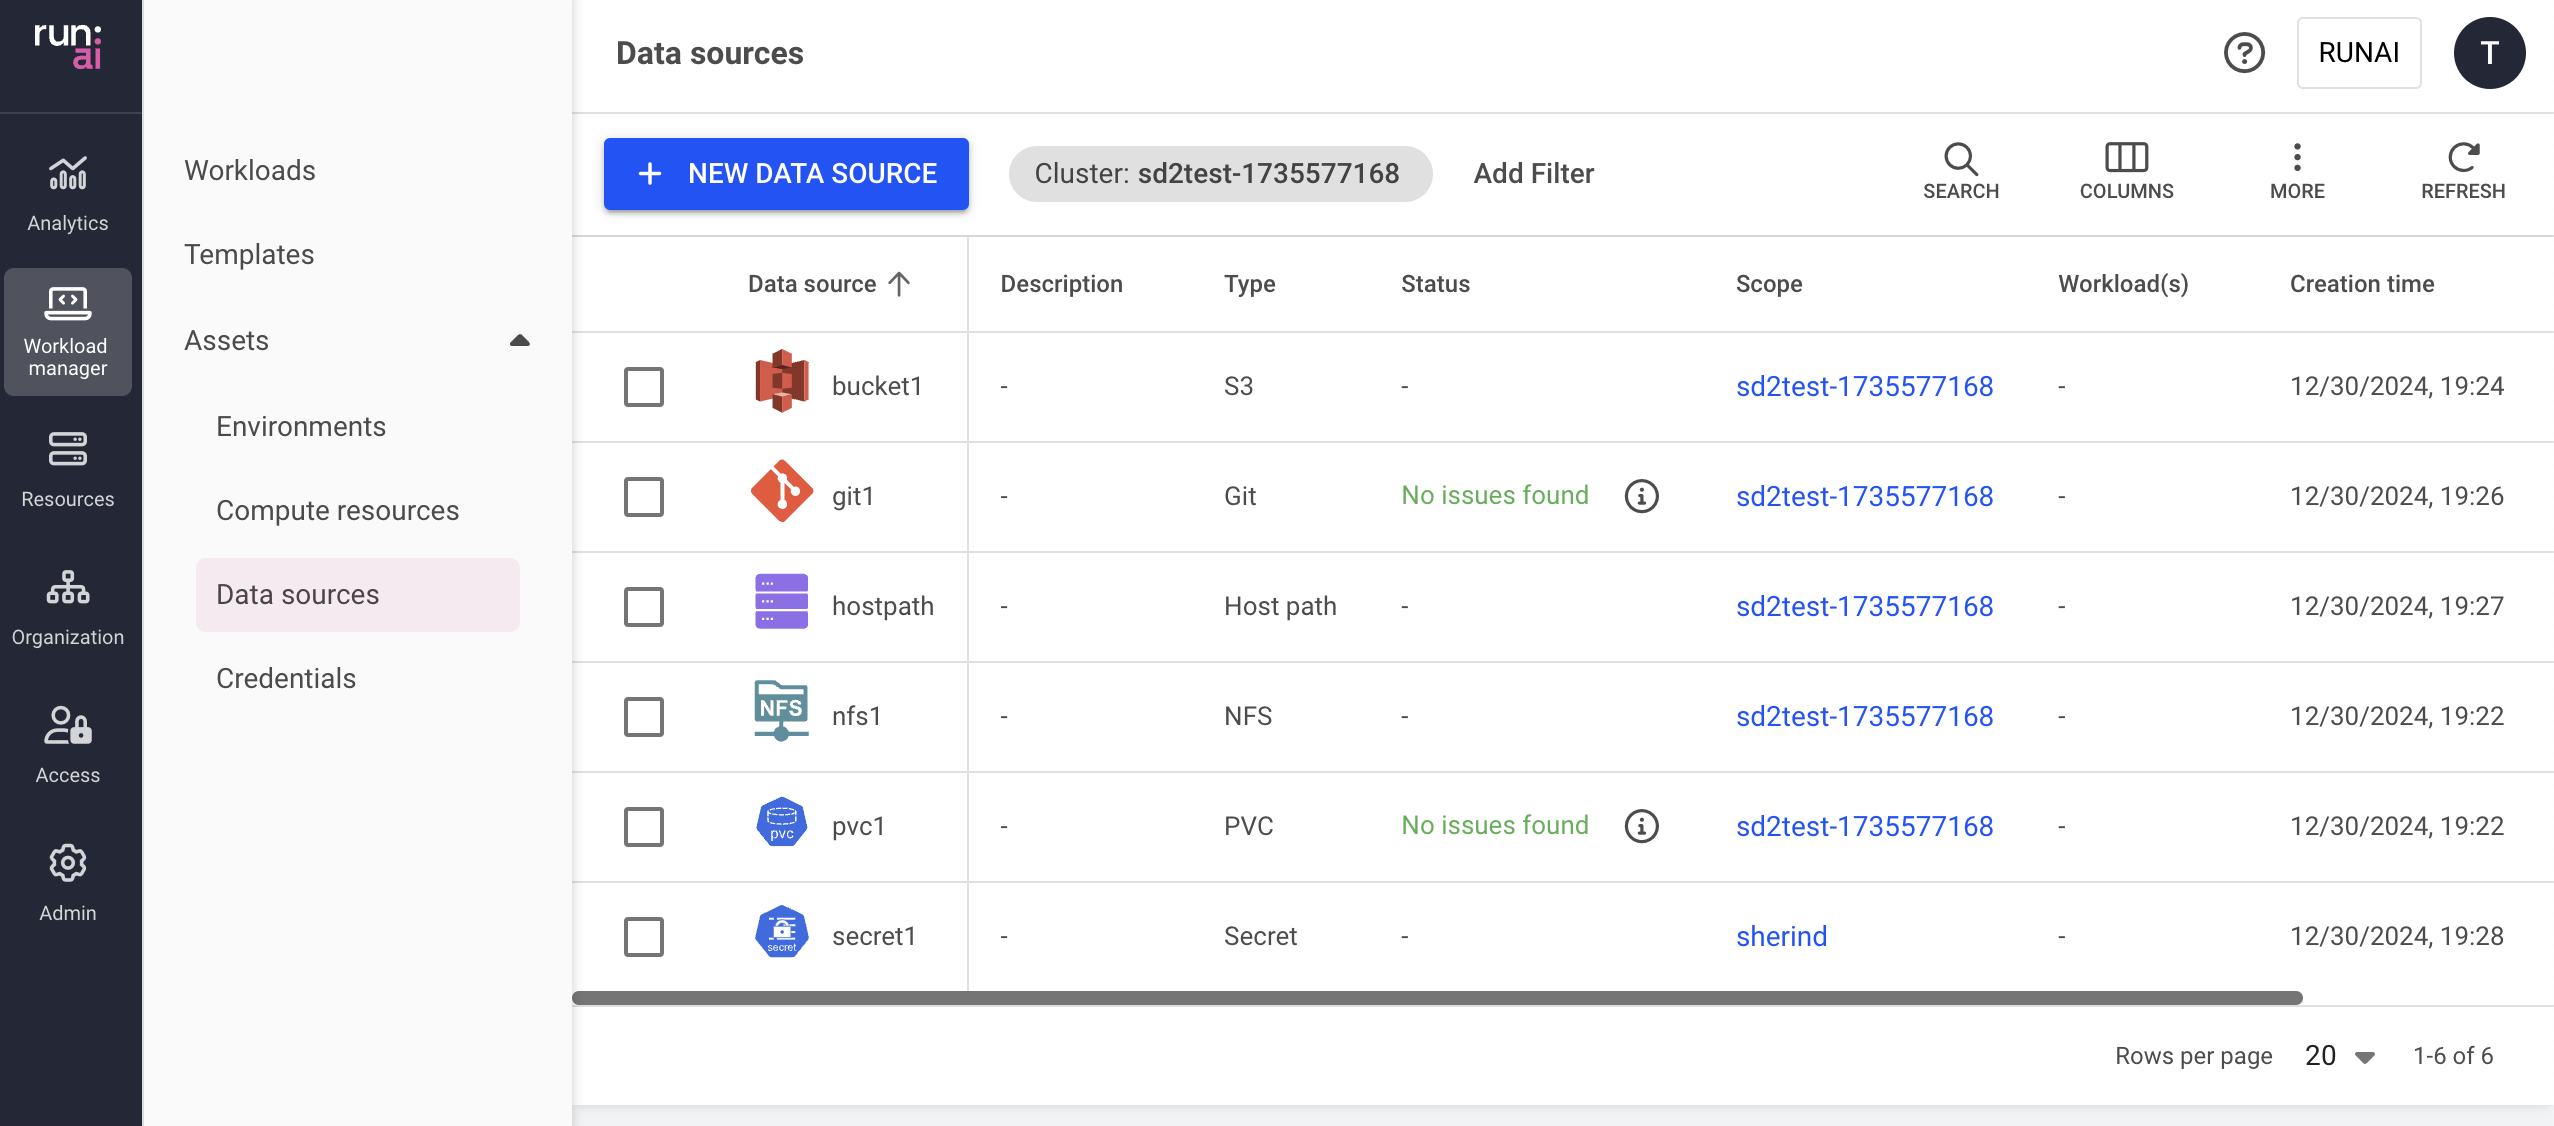 run:
ai
Data sources
RUNAI
T
Analytics
Workload
manager
Resources
Organization
Access
Admin
Workloads
Templates
Assets
Environments
Compute resources
Data sources
Credentials
+ NEW DATA SOURCE
Cluster: sd2test-1735577168
Add Filter
SEARCH
COLUMNS
MORE
REFRESH
Data source Description Type Status Scope Workload(s) Creation time
bucket1 - S3 - sd2test-1735577168 - 12/30/2024, 19:24
git1 - Git No issues found sd2test-1735577168 - 12/30/2024, 19:26
hostpath - Host path - sd2test-1735577168 - 12/30/2024, 19:27
NFS nfs1 - NFS - sd2test-1735577168 - 12/30/2024, 19:22
pvc pvc1 - PVC No issues found sd2test-1735577168 - 12/30/2024, 19:22
secret secret1 - Secret - sherind - 12/30/2024, 19:28
Rows per page 20 1-6 of 6